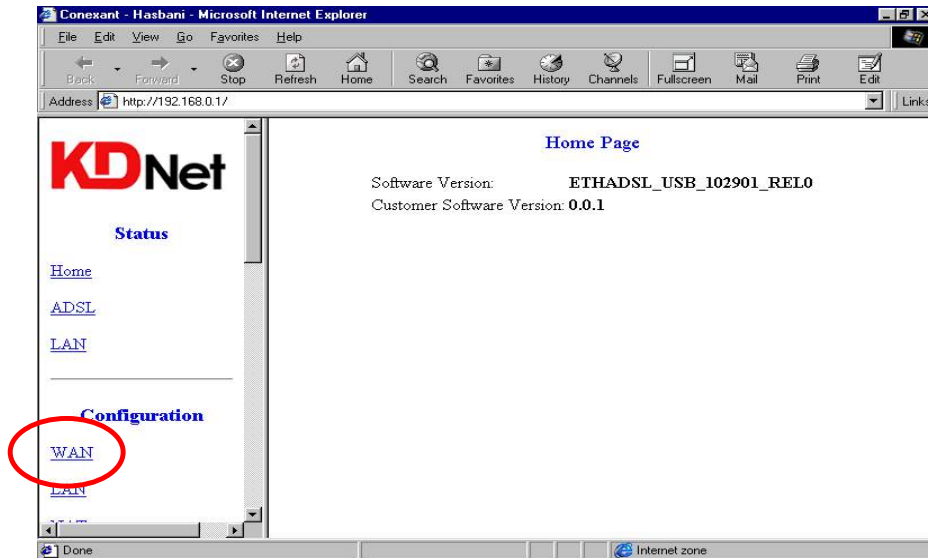 Conexant - Hasbani - Microsoft Internet Explorer
File Edit View Go Favorites Help
Back Forward Stop Refresh Home Search Favorites History Channels Fullscreen Mail Print Edit
Address http://192.168.0.1/ Links
KDNet
Status
Home
ADSL
LAN
Configuration
WAN
LAN
Home Page
Software Version: ETHADSL_USB_102901_REL0
Customer Software Version: 0.0.1
Done Internet zone